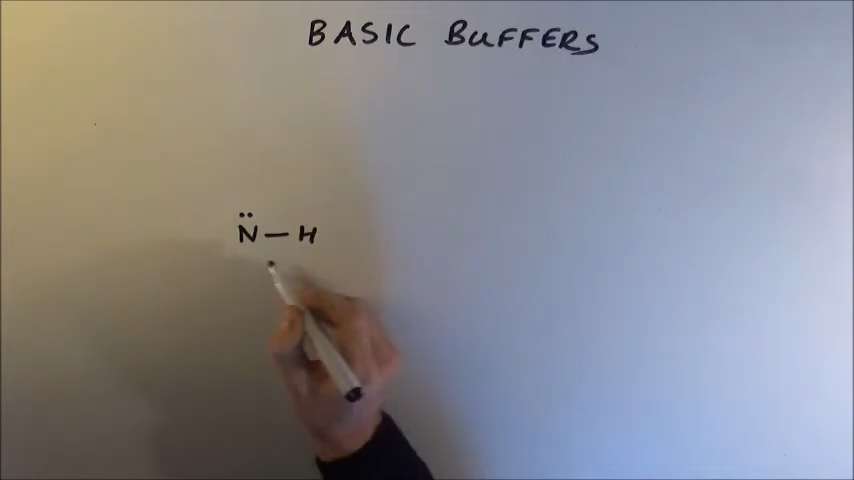 BASIC BUFFERS
N̈ — H